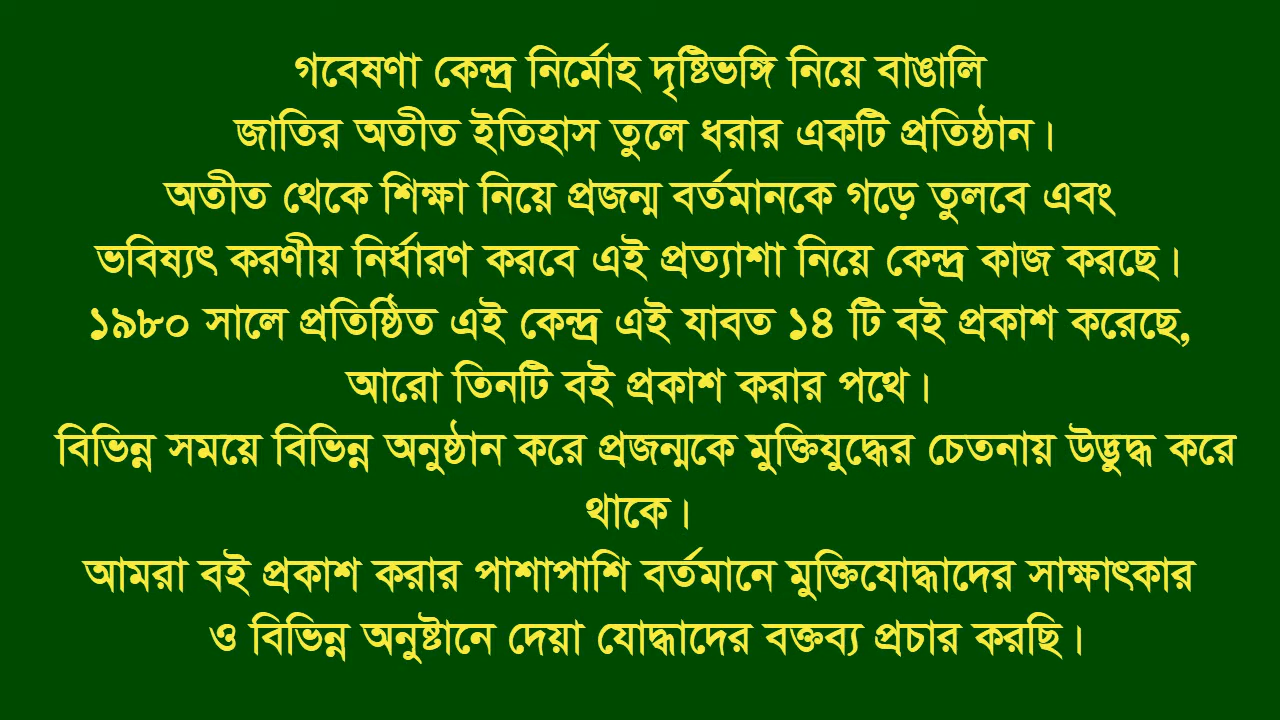 গবেষণা কেন্দ্র নির্মোহ দৃষ্টিভঙ্গি নিয়ে বাঙালি
জাতির অতীত ইতিহাস তুলে ধরার একটি প্রতিষ্ঠান।
অতীত থেকে শিক্ষা নিয়ে প্রজন্ম বর্তমানকে গড়ে তুলবে এবং
ভবিষ্যৎ করণীয় নির্ধারণ করবে এই প্রত্যাশা নিয়ে কেন্দ্র কাজ করছে।
১৯৮০ সালে প্রতিষ্ঠিত এই কেন্দ্র এই যাবত ১৪ টি বই প্রকাশ করেছে,
আরো তিনটি বই প্রকাশ করার পথে।
বিভিন্ন সময়ে বিভিন্ন অনুষ্ঠান করে প্রজন্মকে মুক্তিযুদ্ধের চেতনায় উদ্ভুদ্ধ করে
থাকে।
আমরা বই প্রকাশ করার পাশাপাশি বর্তমানে মুক্তিযোদ্ধাদের সাক্ষাৎকার
ও বিভিন্ন অনুষ্টানে দেয়া যোদ্ধাদের বক্তব্য প্রচার করছি।